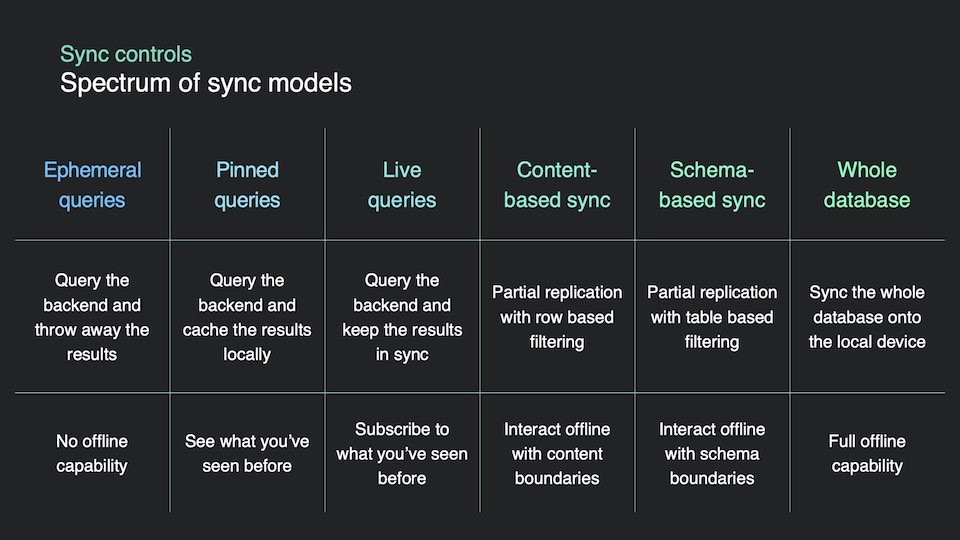 Sync controls
Spectrum of sync models
Ephemeral
queries
Pinned
queries
Live
queries
Content-
based sync
Schema-
based sync
Whole
database
Query the
backend and
throw away the
results
Query the
backend and
cache the results
locally
Query the
backend and
keep the results
in sync
Partial replication
with row based
filtering
Partial replication
with table based
filtering
Sync the whole
database onto
the local device
No offline
capability
See what you’ve
seen before
Subscribe to
what you’ve seen
before
Interact offline
with content
boundaries
Interact offline
with schema
boundaries
Full offline
capability